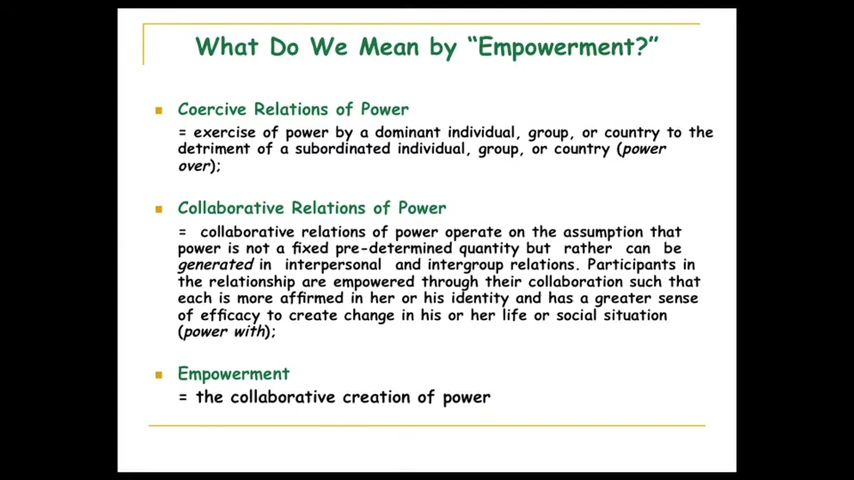 What Do We Mean by “Empowerment?”
Coercive Relations of Power
= exercise of power by a dominant individual, group, or country to the
detriment of a subordinated individual, group, or country (power
over);
Collaborative Relations of Power
= collaborative relations of power operate on the assumption that
power is not a fixed pre-determined quantity but rather can be
generated in interpersonal and intergroup relations. Participants in
the relationship are empowered through their collaboration such that
each is more affirmed in her or his identity and has a greater sense
of efficacy to create change in his or her life or social situation
(power with);
Empowerment
= the collaborative creation of power